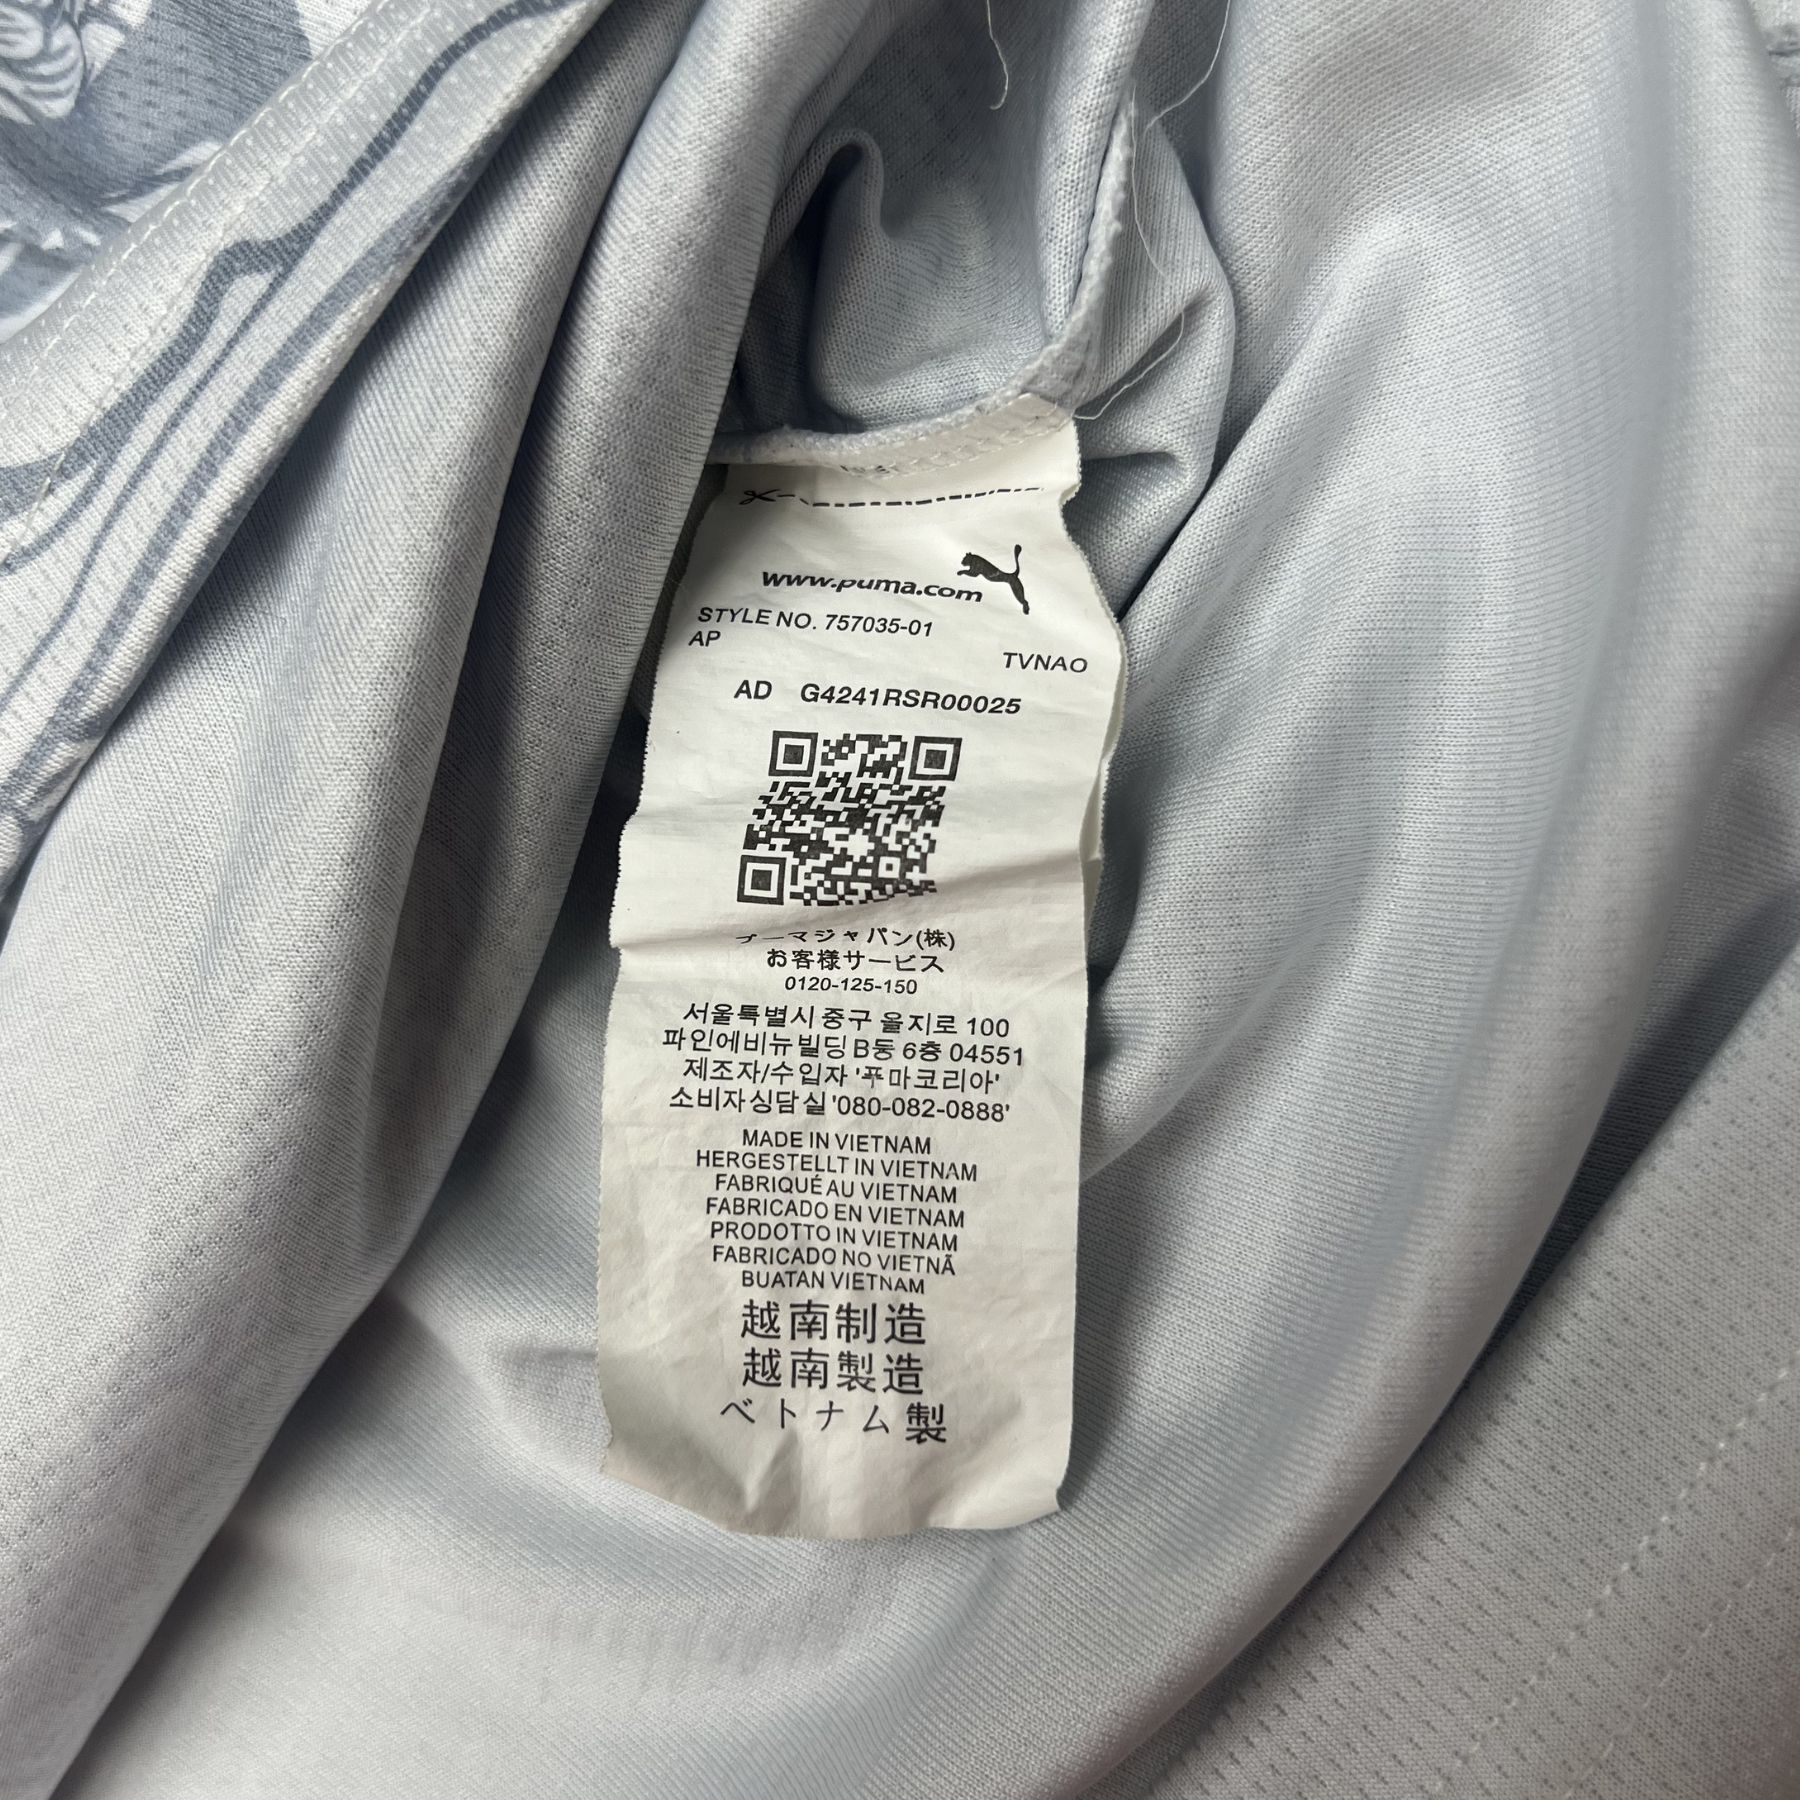 www.puma.com
STYLE NO. 757035-01
AP
TVNAO
AD G4241RSR00025
プーマジャパン(株)
お客様サービス
0120-125-150
서울특별시 중구 을지로 100
파인에비뉴빌딩 B동 6층 04551
제조자/수입자 '푸마코리아'
소비자상담실 '080-082-0888'
MADE IN VIETNAM
HERGESTELLT IN VIETNAM
FABRIQUÉ AU VIETNAM
FABRICADO EN VIETNAM
PRODOTTO IN VIETNAM
FABRICADO NO VIETNÃ
BUATAN VIETNAM
越南制造
越南製造
ベトナム製